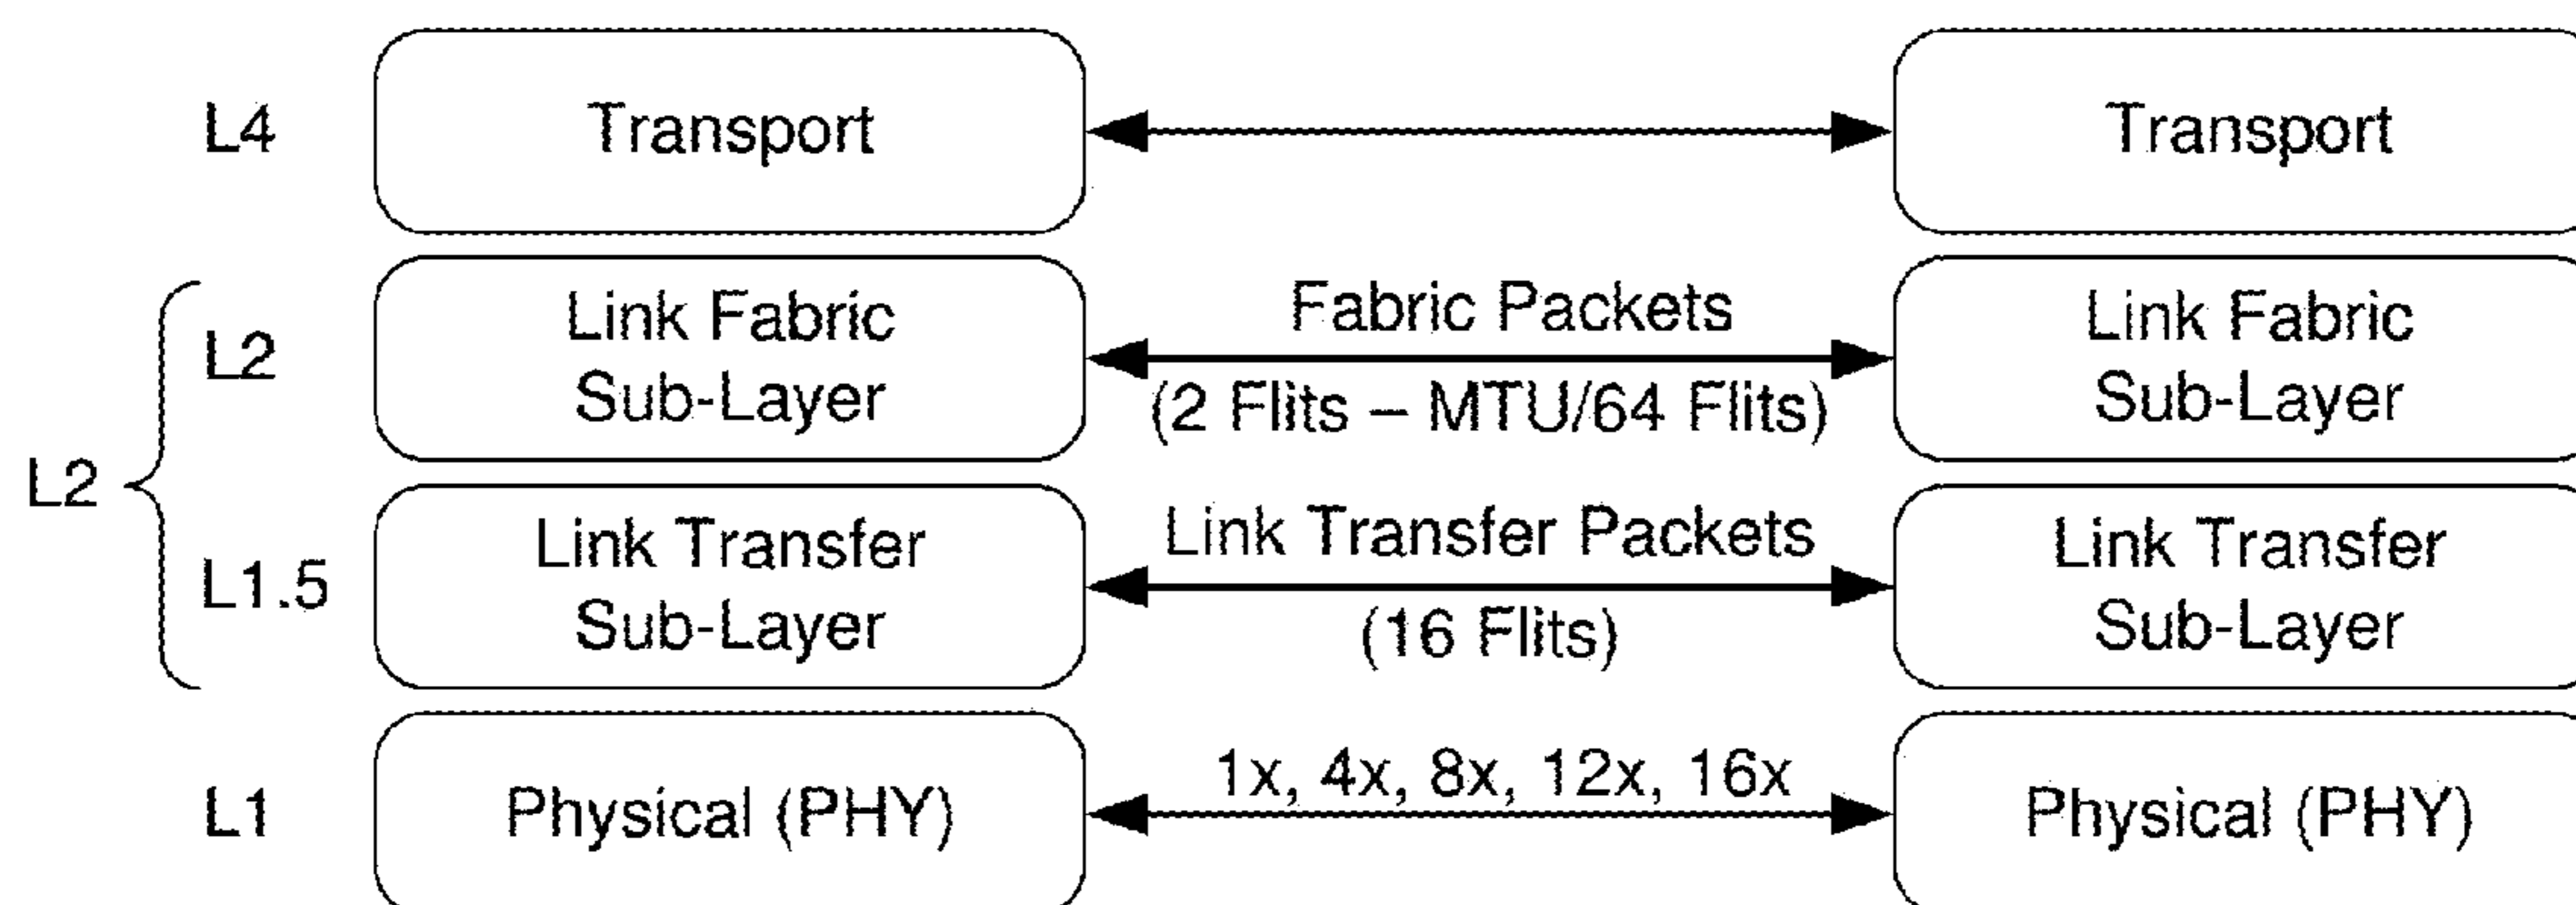 L4
Transport
Transport
L2
Link Fabric
Sub-Layer
Fabric Packets
(2 Flits – MTU/64 Flits)
Link Fabric
Sub-Layer
L2
L1.5
Link Transfer
Sub-Layer
Link Transfer Packets
(16 Flits)
Link Transfer
Sub-Layer
L1
Physical (PHY)
1x, 4x, 8x, 12x, 16x
Physical (PHY)